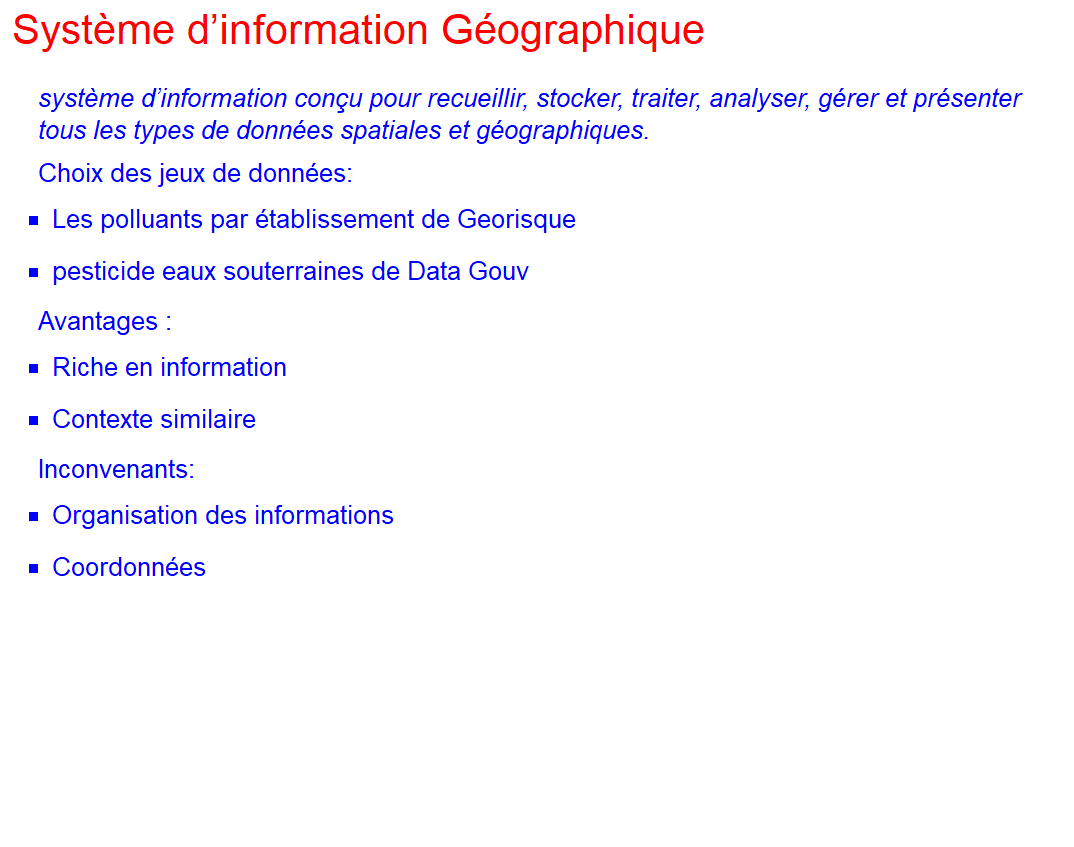 Système d’information Géographique
système d’information conçu pour recueillir, stocker, traiter, analyser, gérer et présenter
tous les types de données spatiales et géographiques.
Choix des jeux de données:
Les polluants par établissement de Georisque
pesticide eaux souterraines de Data Gouv
Avantages :
Riche en information
Contexte similaire
Inconvenants:
Organisation des informations
Coordonnées